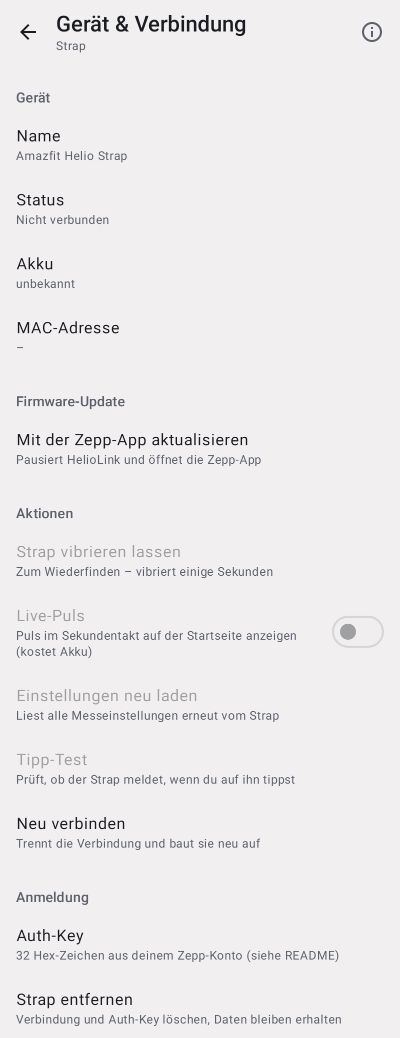 Gerät & Verbindung
Strap
Gerät
Name
Amazfit Helio Strap
Status
Nicht verbunden
Akku
unbekannt
MAC-Adresse
–
Firmware-Update
Mit der Zepp-App aktualisieren
Pausiert HelioLink und öffnet die Zepp-App
Aktionen
Strap vibrieren lassen
Zum Wiederfinden – vibriert einige Sekunden
Live-Puls
Puls im Sekundentakt auf der Startseite anzeigen
(kostet Akku)
Einstellungen neu laden
Liest alle Messeinstellungen erneut vom Strap
Tipp-Test
Prüft, ob der Strap meldet, wenn du auf ihn tippst
Neu verbinden
Trennt die Verbindung und baut sie neu auf
Anmeldung
Auth-Key
32 Hex-Zeichen aus deinem Zepp-Konto (siehe README)
Strap entfernen
Verbindung und Auth-Key löschen, Daten bleiben erhalten